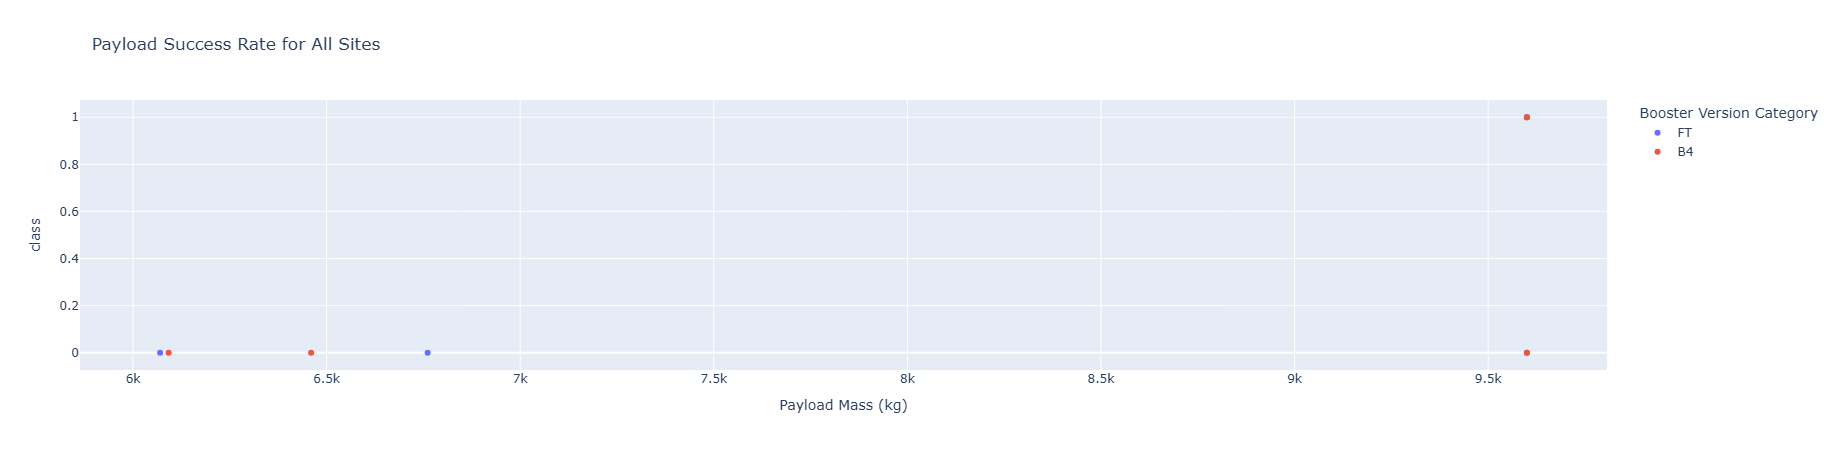 Payload Success Rate for All Sites
Booster Version Category
FT
B4
class
1
0.8
0.6
0.4
0.2
0
6k
6.5k
7k
7.5k
8k
8.5k
9k
9.5k
Payload Mass (kg)